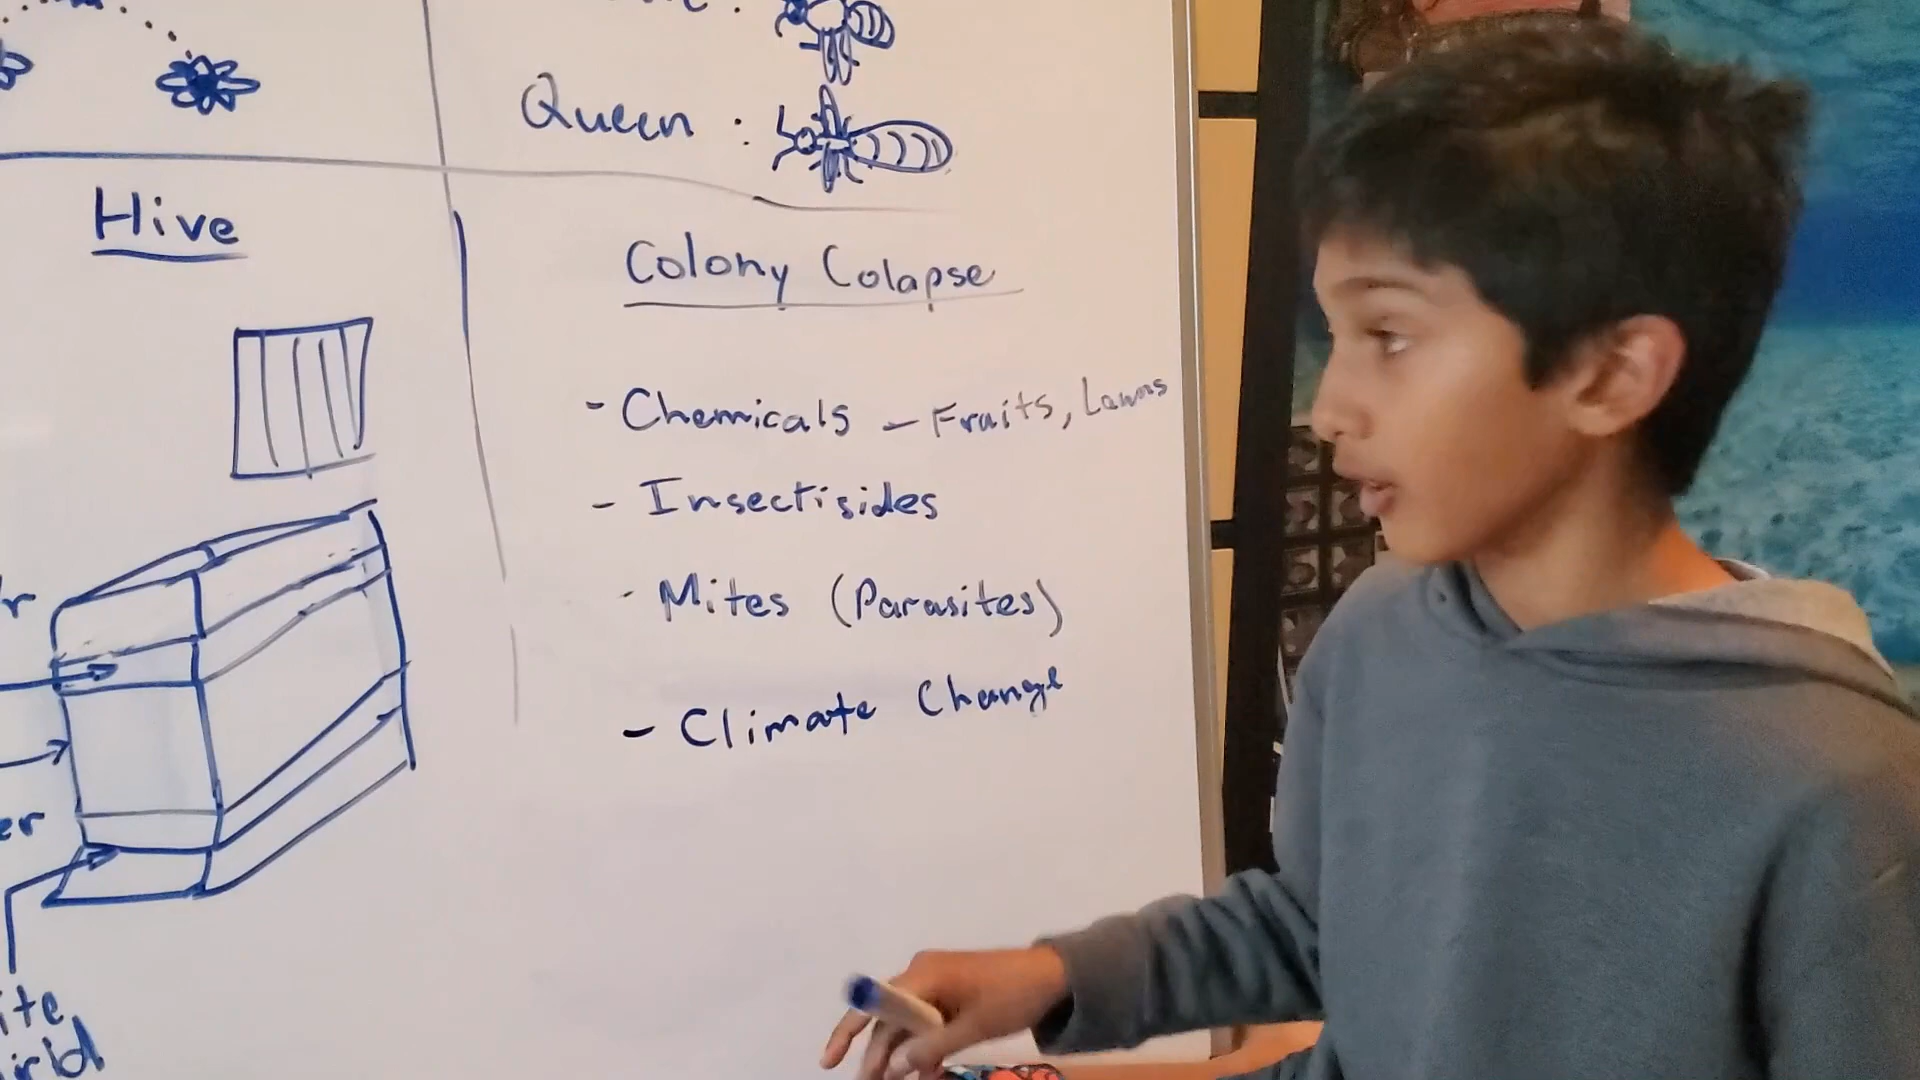 Queen :
Hive
Colony Colapse
- Chemicals - Fruits, Lawns
- Insectisides
- Mites (Parasites)
- Climate Change